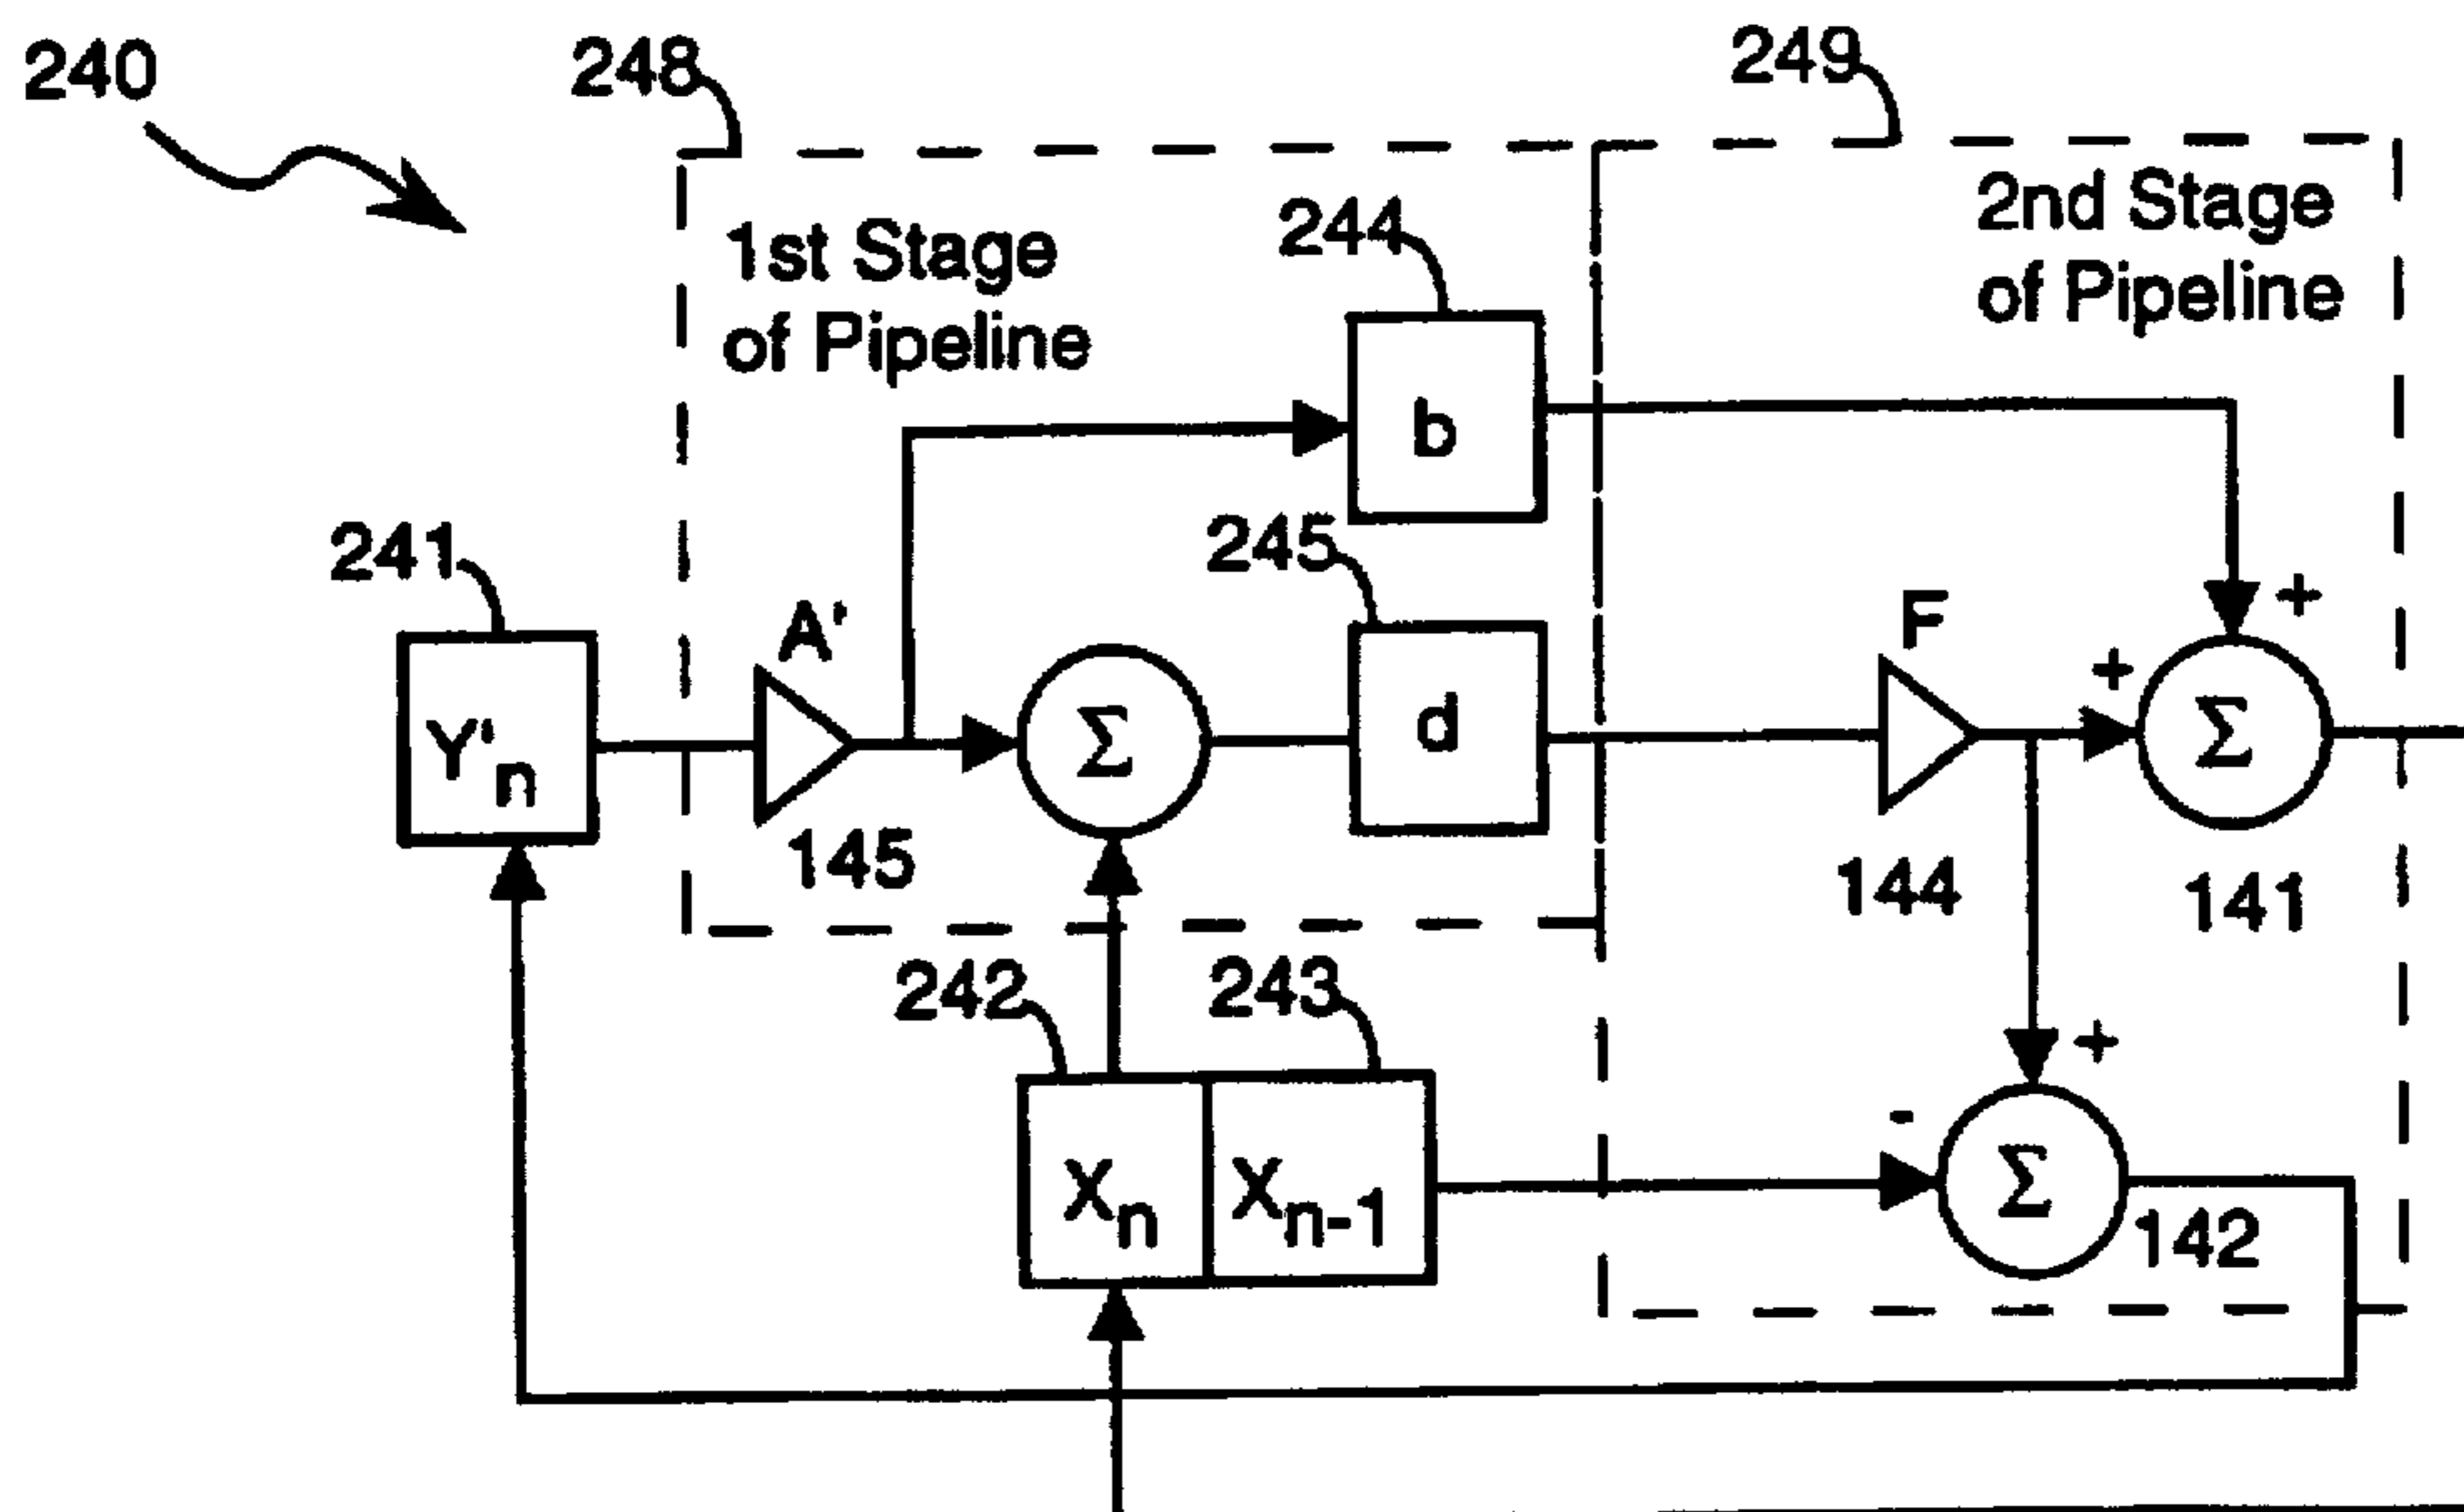 240
248
249
1st Stage
of Pipeline
2nd Stage
of Pipeline
244
b
241
245
A'
F
+
+
Y'n
Σ
d
Σ
145
144
141
242
243
+
-
Xn
Xn-1
Σ
142